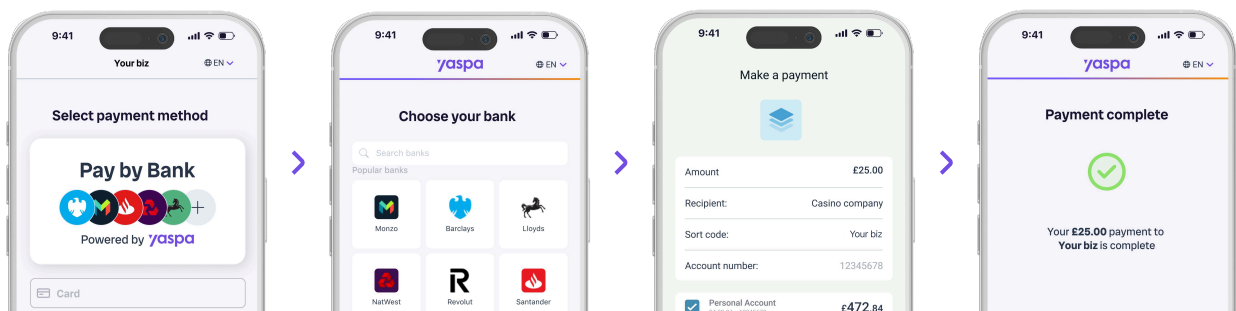 9:41
Your biz
EN
Select payment method
Pay by Bank
Powered by yaspa
Card
9:41
yaspa
EN
Choose your bank
Search banks
Popular banks
Monzo Barclays Lloyds
NatWest Revolut Santander
9:41
Make a payment
Amount £25.00
Recipient: Casino company
Sort code: Your biz
Account number: 12345678
Personal Account
£472.84
9:41
yaspa
EN
Payment complete
Your £25.00 payment to
Your biz is complete